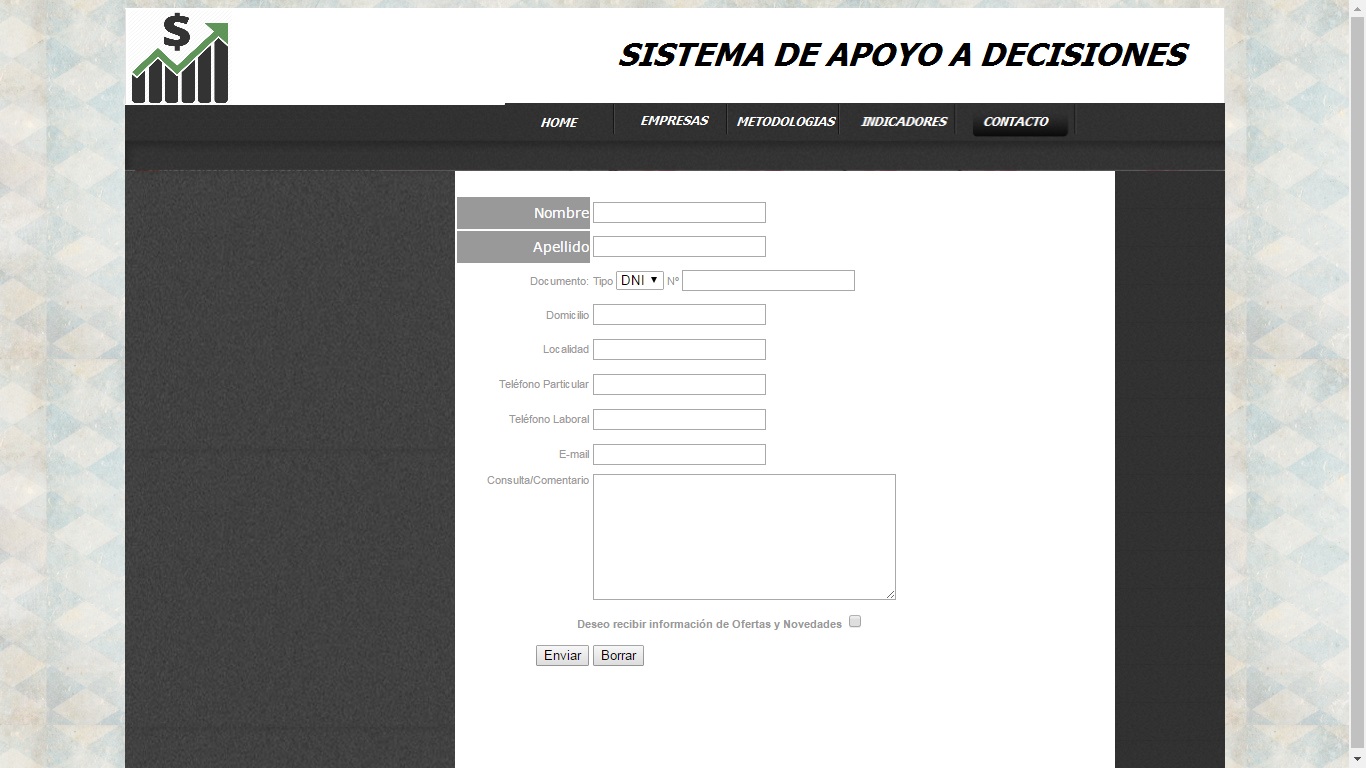 $
SISTEMA DE APOYO A DECISIONES
HOME EMPRESAS METODOLOGIAS INDICADORES CONTACTO
Nombre
Apellido
Documento: Tipo DNI Nº
Domicilio
Localidad
Teléfono Particular
Teléfono Laboral
E-mail
Consulta/Comentario
Deseo recibir información de Ofertas y Novedades
Enviar Borrar